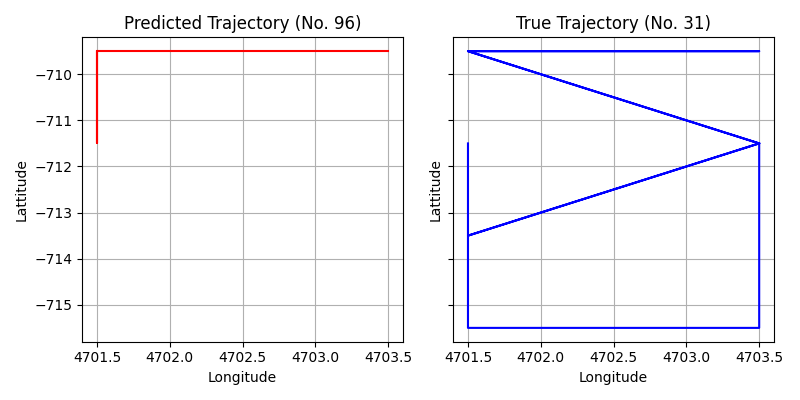 Predicted Trajectory (No. 96)
Lattitude
−710
−711
−712
−713
−714
−715
4701.5 4702.0 4702.5 4703.0 4703.5
Longitude
True Trajectory (No. 31)
Lattitude
4701.5 4702.0 4702.5 4703.0 4703.5
Longitude